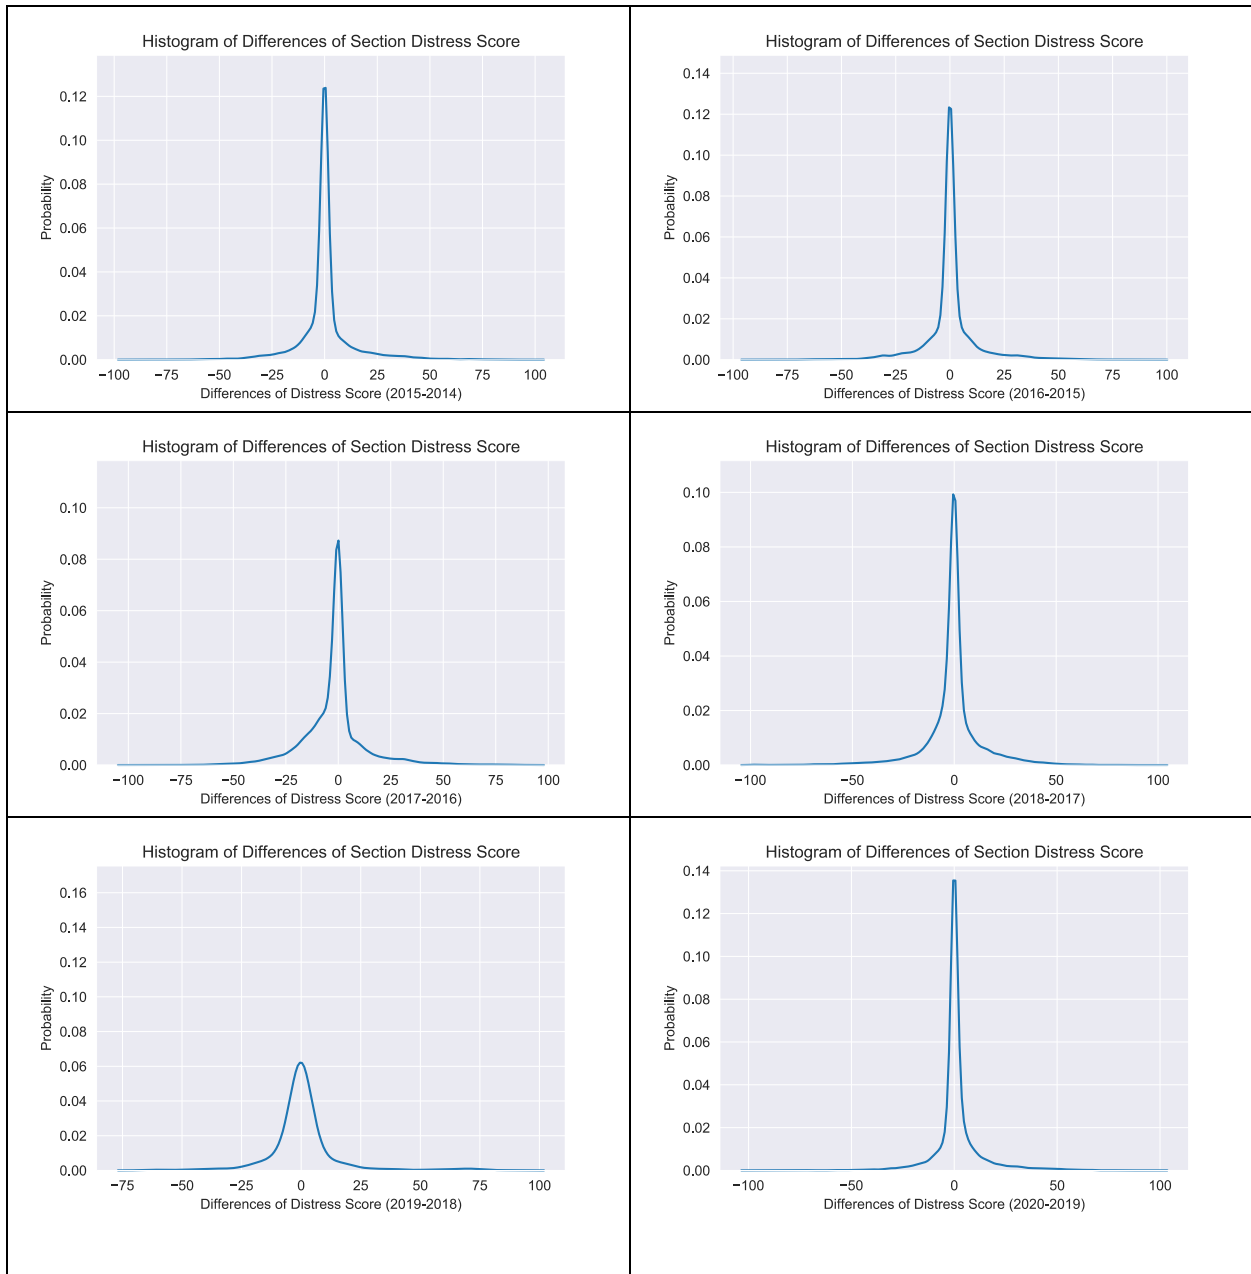 Histogram of Differences of Section Distress Score
0.12
0.10
0.08
0.06
0.04
0.02
0.00
Probability
−100 −75 −50 −25 0 25 50 75 100
Differences of Distress Score (2015-2014)
Histogram of Differences of Section Distress Score
0.14
0.12
0.10
0.08
0.06
0.04
0.02
0.00
Probability
−100 −75 −50 −25 0 25 50 75 100
Differences of Distress Score (2016-2015)
Histogram of Differences of Section Distress Score
0.10
0.08
0.06
0.04
0.02
0.00
Probability
−100 −75 −50 −25 0 25 50 75 100
Differences of Distress Score (2017-2016)
Histogram of Differences of Section Distress Score
0.10
0.08
0.06
0.04
0.02
0.00
Probability
−100 −50 0 50 100
Differences of Distress Score (2018-2017)
Histogram of Differences of Section Distress Score
0.16
0.14
0.12
0.10
0.08
0.06
0.04
0.02
0.00
Probability
−75 −50 −25 0 25 50 75 100
Differences of Distress Score (2019-2018)
Histogram of Differences of Section Distress Score
0.14
0.12
0.10
0.08
0.06
0.04
0.02
0.00
Probability
−100 −50 0 50 100
Differences of Distress Score (2020-2019)